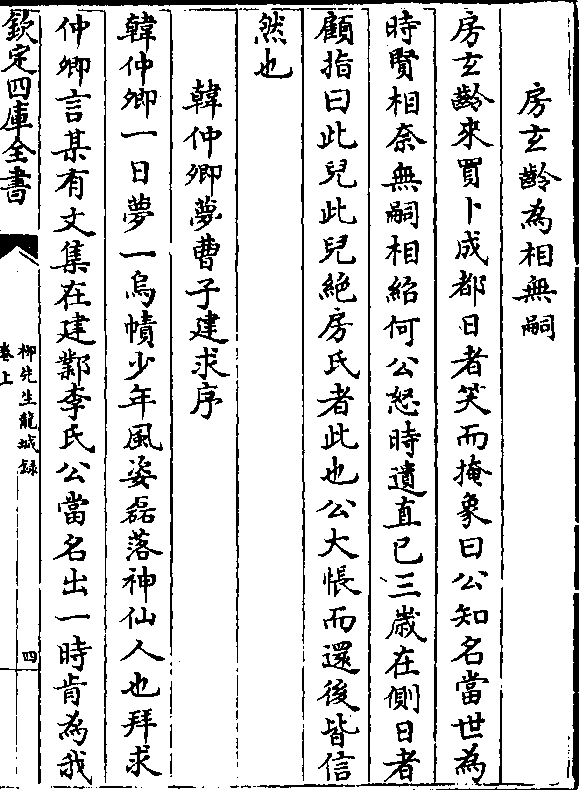 房玄齡為相無嗣
房玄齡來買卜成都日者笑而掩象曰公知名當世為
時賢相奈無嗣相紹何公怒時遺直已三歲在側日者
顧指曰此兒此兒絶房氏者此也公大悵而還後皆信
然也
韓仲卿夢曹子建求序
韓仲卿一日夢一烏幘少年風姿磊落神仙人也拜求
仲卿言某有文集在建鄴李氏公當名出一時肯為我
欽定四庫全書
柳先生龍城錄
卷上
四